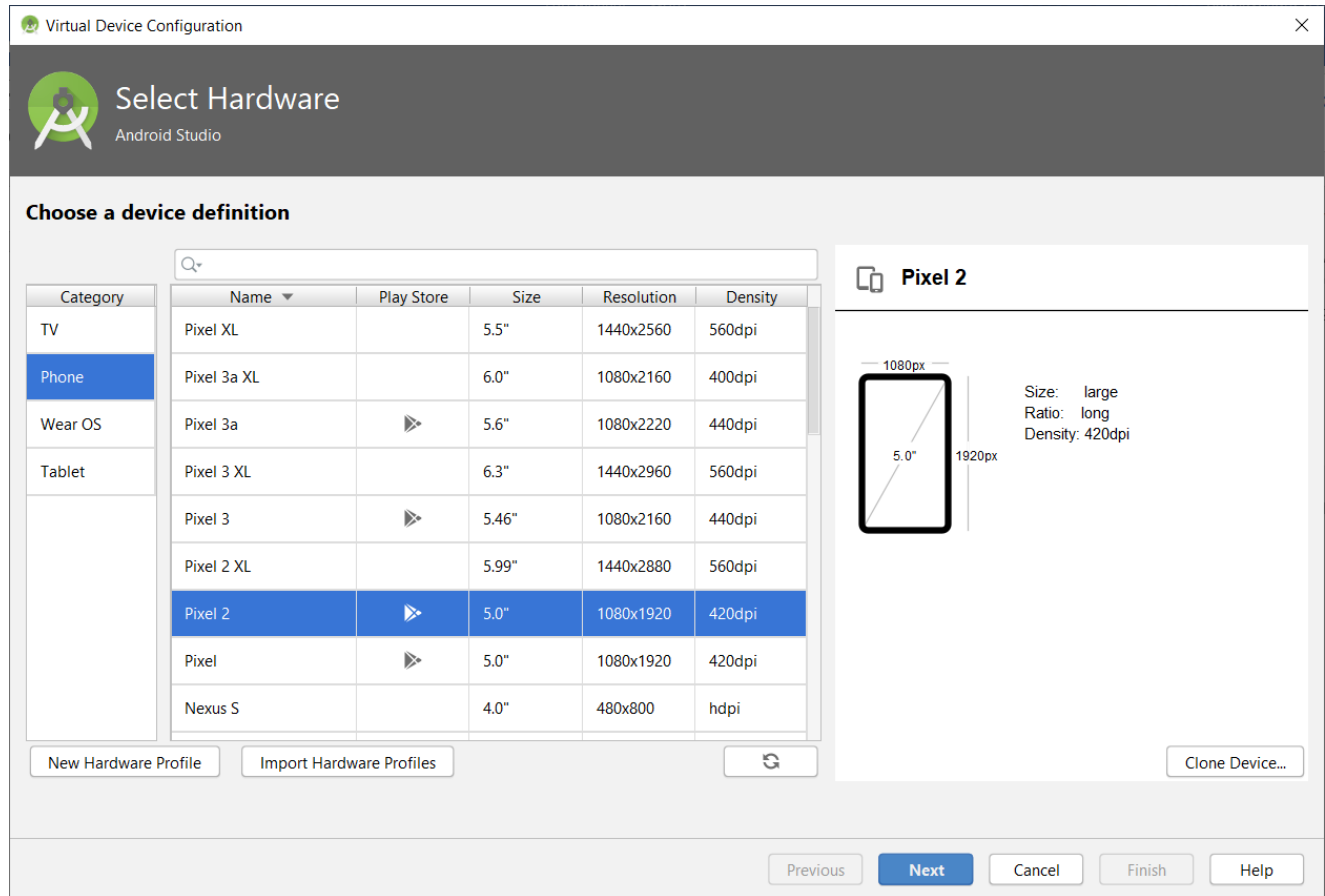 Virtual Device Configuration
Select Hardware
Android Studio
Choose a device definition
Category
TV
Phone
Wear OS
Tablet
Name Play Store Size Resolution Density
Pixel XL 5.5" 1440x2560 560dpi
Pixel 3a XL 6.0" 1080x2160 400dpi
Pixel 3a 5.6" 1080x2220 440dpi
Pixel 3 XL 6.3" 1440x2960 560dpi
Pixel 3 5.46" 1080x2160 440dpi
Pixel 2 XL 5.99" 1440x2880 560dpi
Pixel 2 5.0" 1080x1920 420dpi
Pixel 5.0" 1080x1920 420dpi
Nexus S 4.0" 480x800 hdpi
New Hardware Profile Import Hardware Profiles
Pixel 2
1080px
5.0"
1920px
Size: large
Ratio: long
Density: 420dpi
Clone Device...
Previous Next Cancel Finish Help